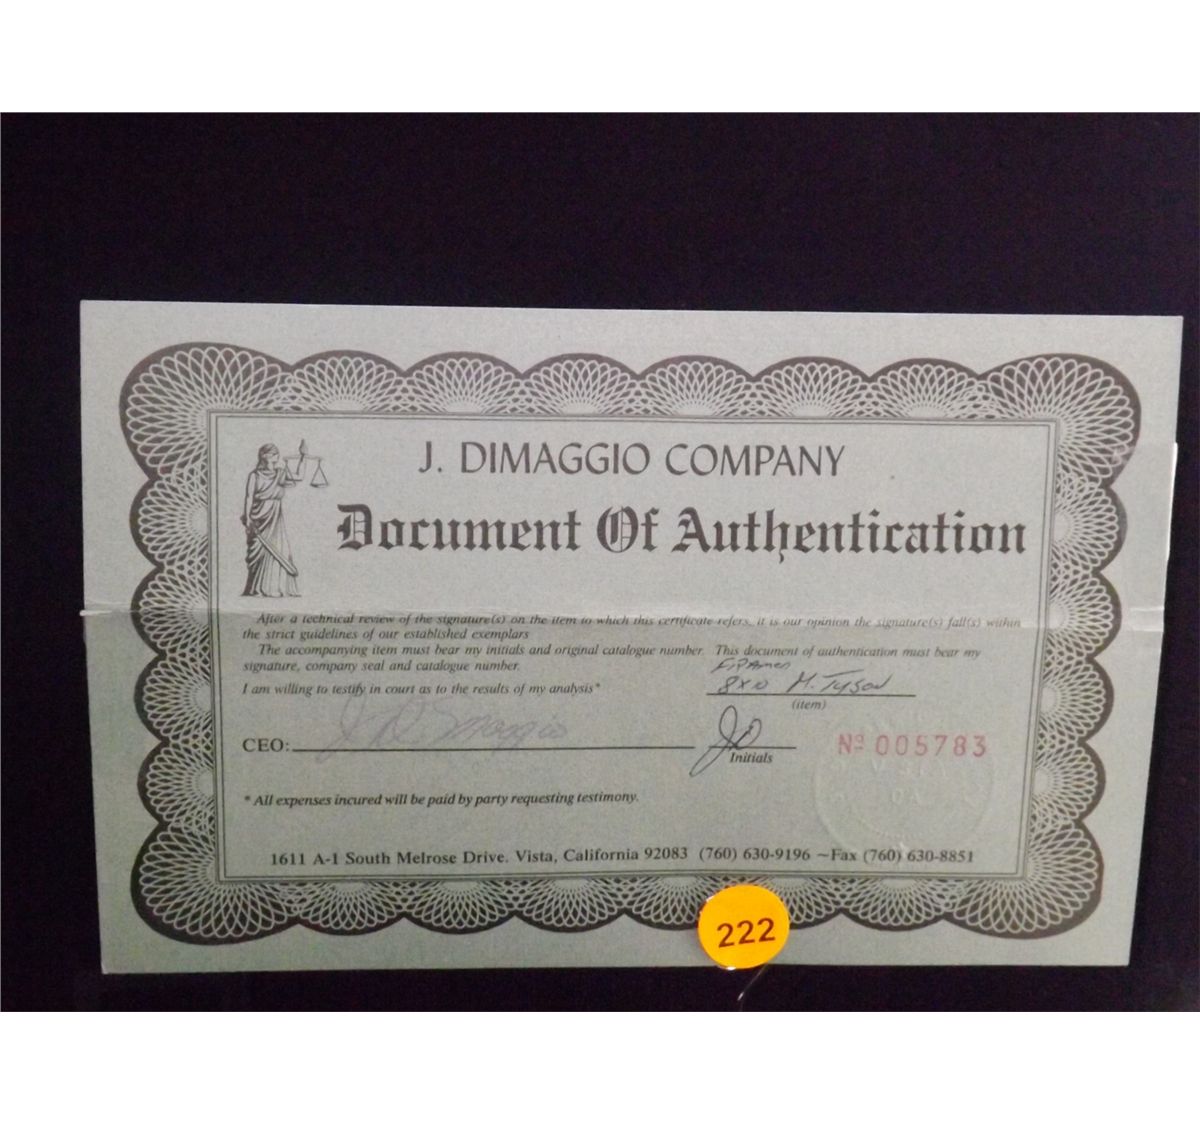 J. DIMAGGIO COMPANY
Document Of Authentication
After a technical review of the signature(s) on the item to which this certificate refers, it is our opinion the signature(s) fall(s) within
the strict guidelines of our established exemplars
The accompanying item must bear my initials and original catalogue number. This document of authentication must bear my
signature, company seal and catalogue number.
Framed
8x10 M. Tyson
I am willing to testify in court as to the results of my analysis*
(item)
CEO: J. DiMaggio
JD
Initials
Nº 005783
* All expenses incured will be paid by party requesting testimony.
1611 A-1 South Melrose Drive. Vista, California 92083 (760) 630-9196 ~Fax (760) 630-8851
222